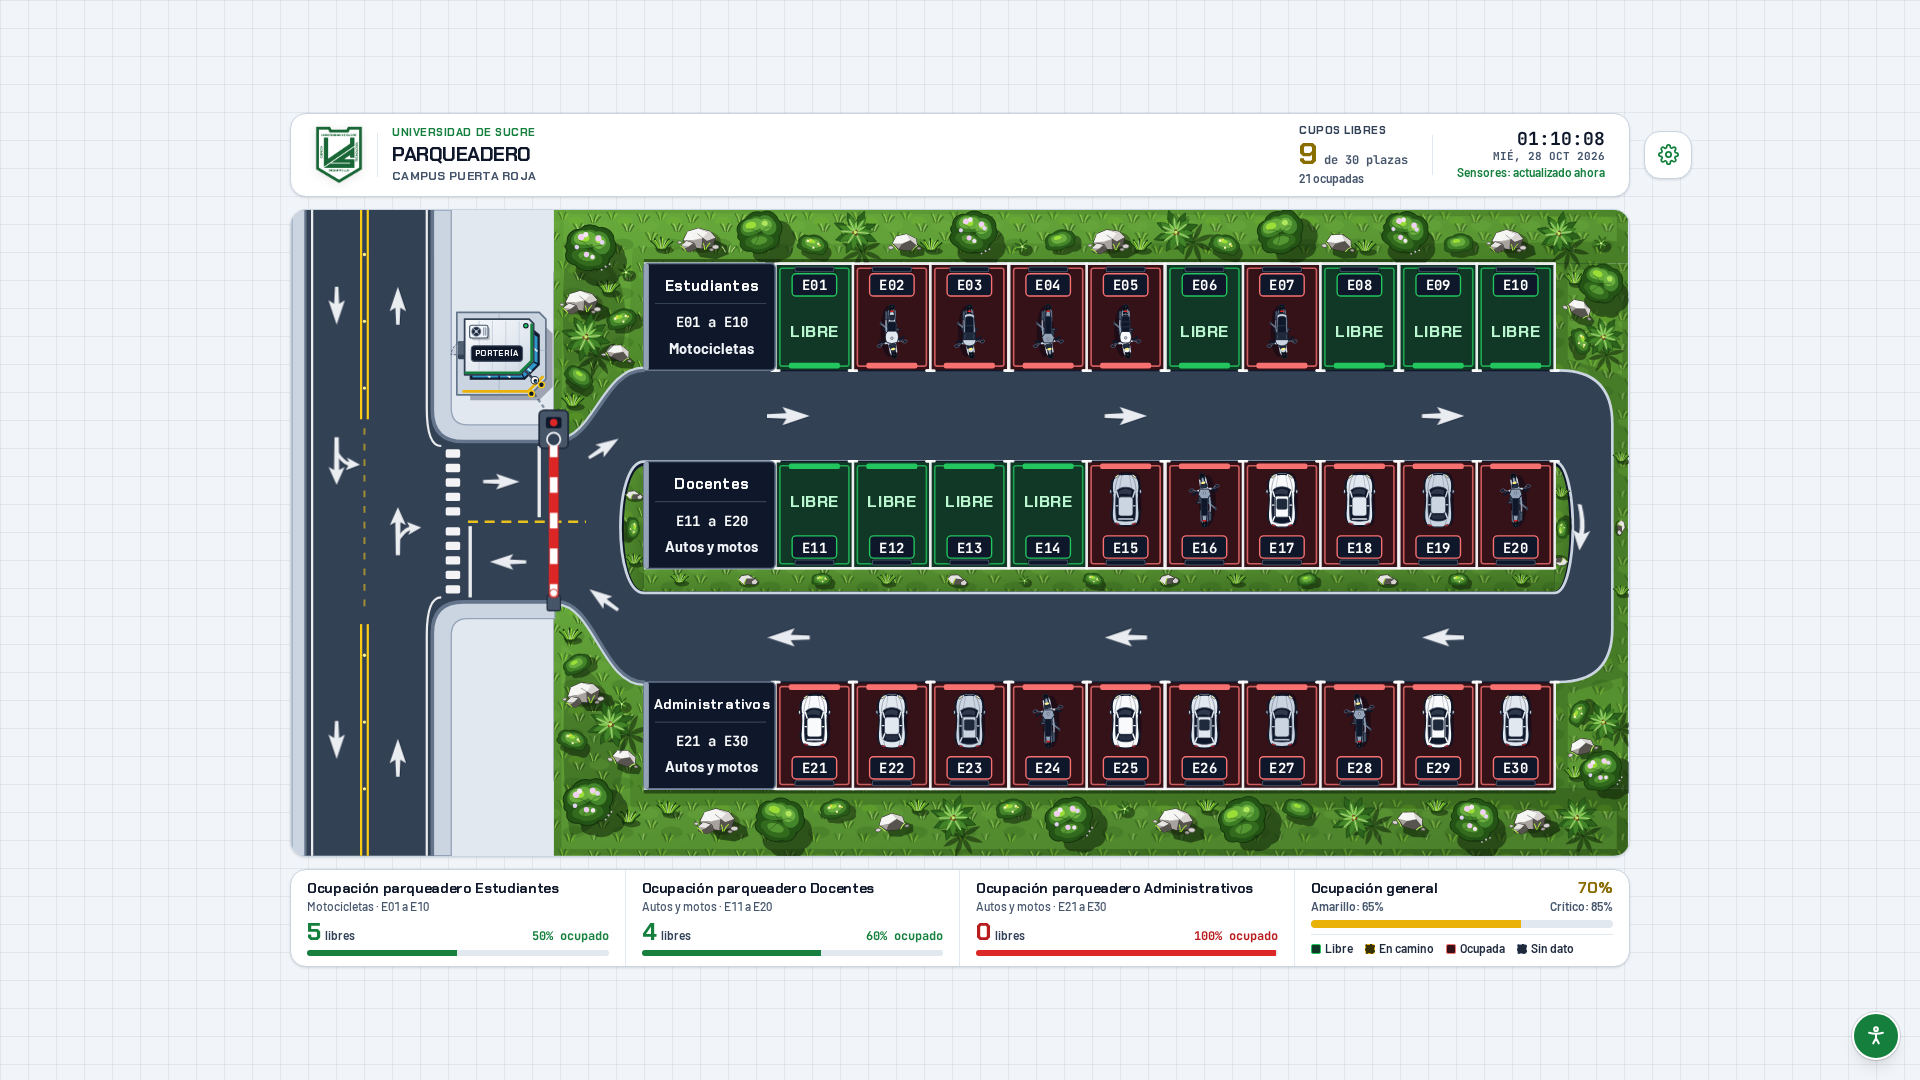 UNIVERSIDAD DE SUCRE
PARQUEADERO
CAMPUS PUERTA ROJA
CUPOS LIBRES
9 de 30 plazas
21 ocupadas
01:10:08
MIÉ, 28 OCT 2026
Sensores: actualizado ahora
PORTERÍA
Estudiantes
E01 a E10
Motocicletas
E01 E02 E03 E04 E05 E06 E07 E08 E09 E10
LIBRE LIBRE LIBRE LIBRE LIBRE
Docentes
E11 a E20
Autos y motos
LIBRE LIBRE LIBRE LIBRE
E11 E12 E13 E14 E15 E16 E17 E18 E19 E20
Administrativos
E21 a E30
Autos y motos
E21 E22 E23 E24 E25 E26 E27 E28 E29 E30
Ocupación parqueadero Estudiantes
Motocicletas · E01 a E10
5 libres 50% ocupado
Ocupación parqueadero Docentes
Autos y motos · E11 a E20
4 libres 60% ocupado
Ocupación parqueadero Administrativos
Autos y motos · E21 a E30
0 libres 100% ocupado
Ocupación general 70%
Amarillo: 65% Crítico: 85%
Libre En camino Ocupada Sin dato